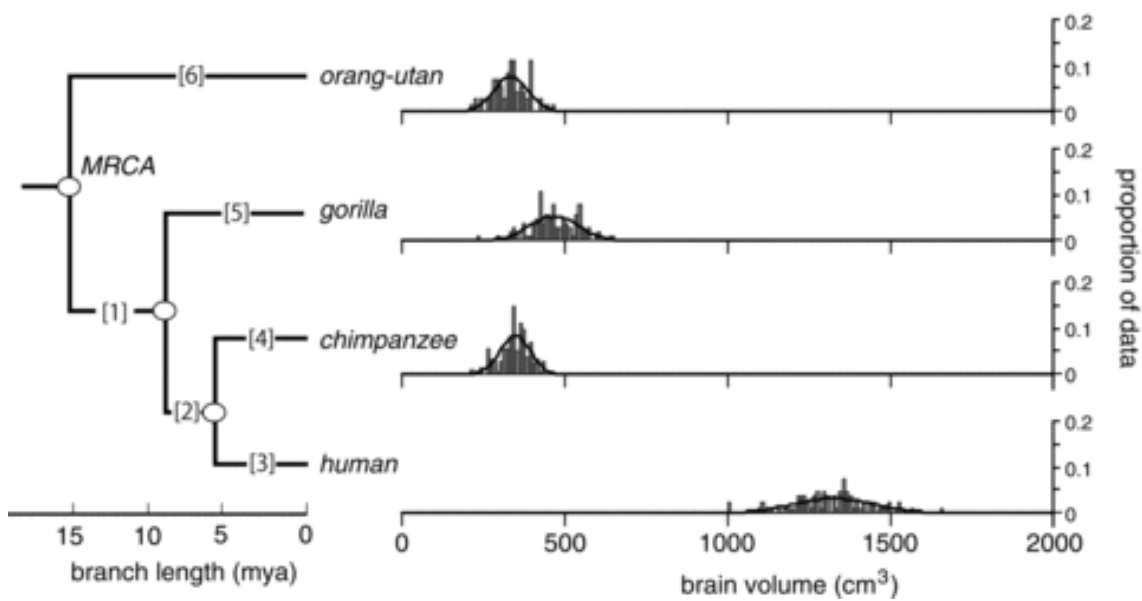 [6]
orang-utan
0.2
0.1
0
MRCA
[5]
gorilla
0.2
0.1
0
[1]
[4]
chimpanzee
0.2
0.1
0
[2]
[3]
human
0.2
0.1
0
proportion of data
15 10 5 0
branch length (mya)
0 500 1000 1500 2000
brain volume (cm³)